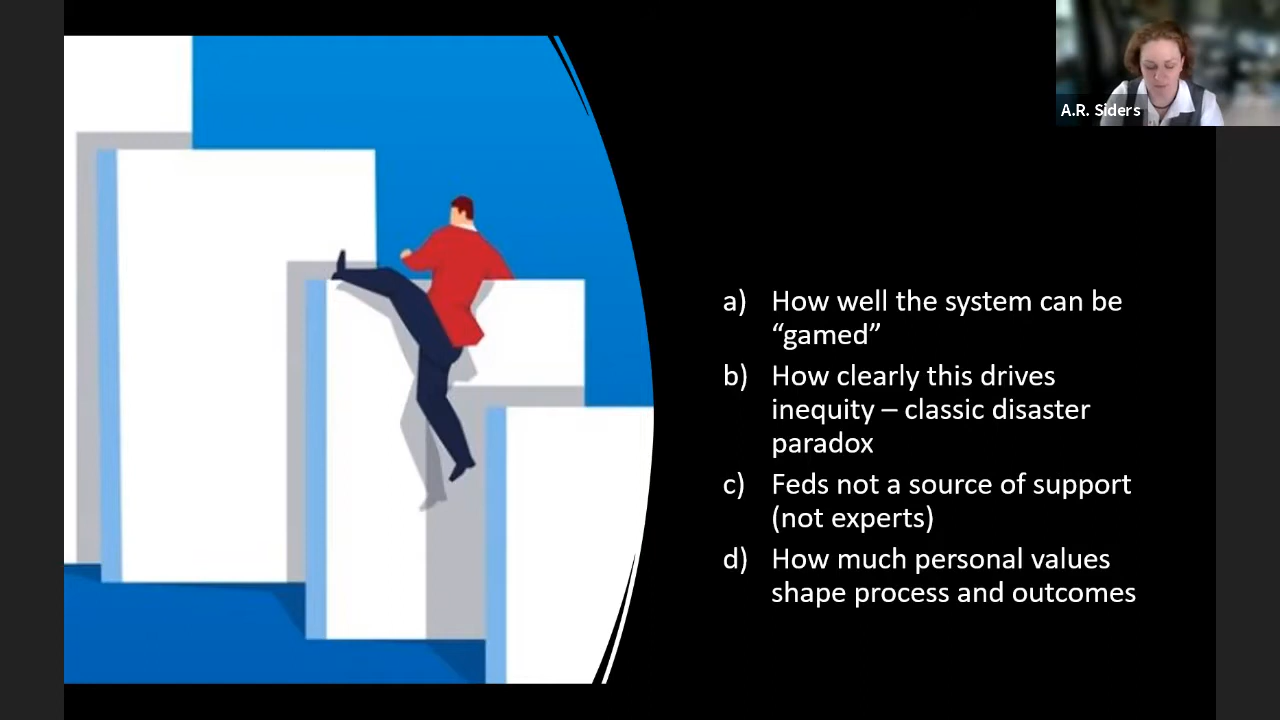 A.R. Siders
a) How well the system can be
“gamed”
b) How clearly this drives
inequity – classic disaster
paradox
c) Feds not a source of support
(not experts)
d) How much personal values
shape process and outcomes